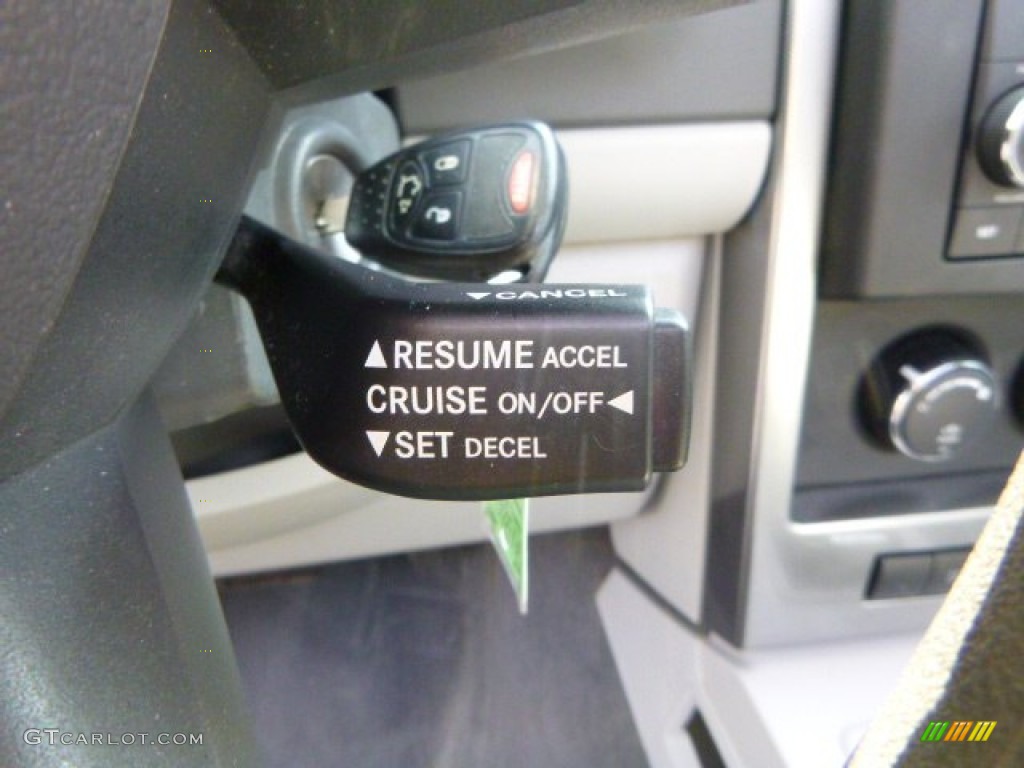 ▼CANCEL
▲RESUME ACCEL
CRUISE ON/OFF◀
▼SET DECEL
GTCARLOT.COM